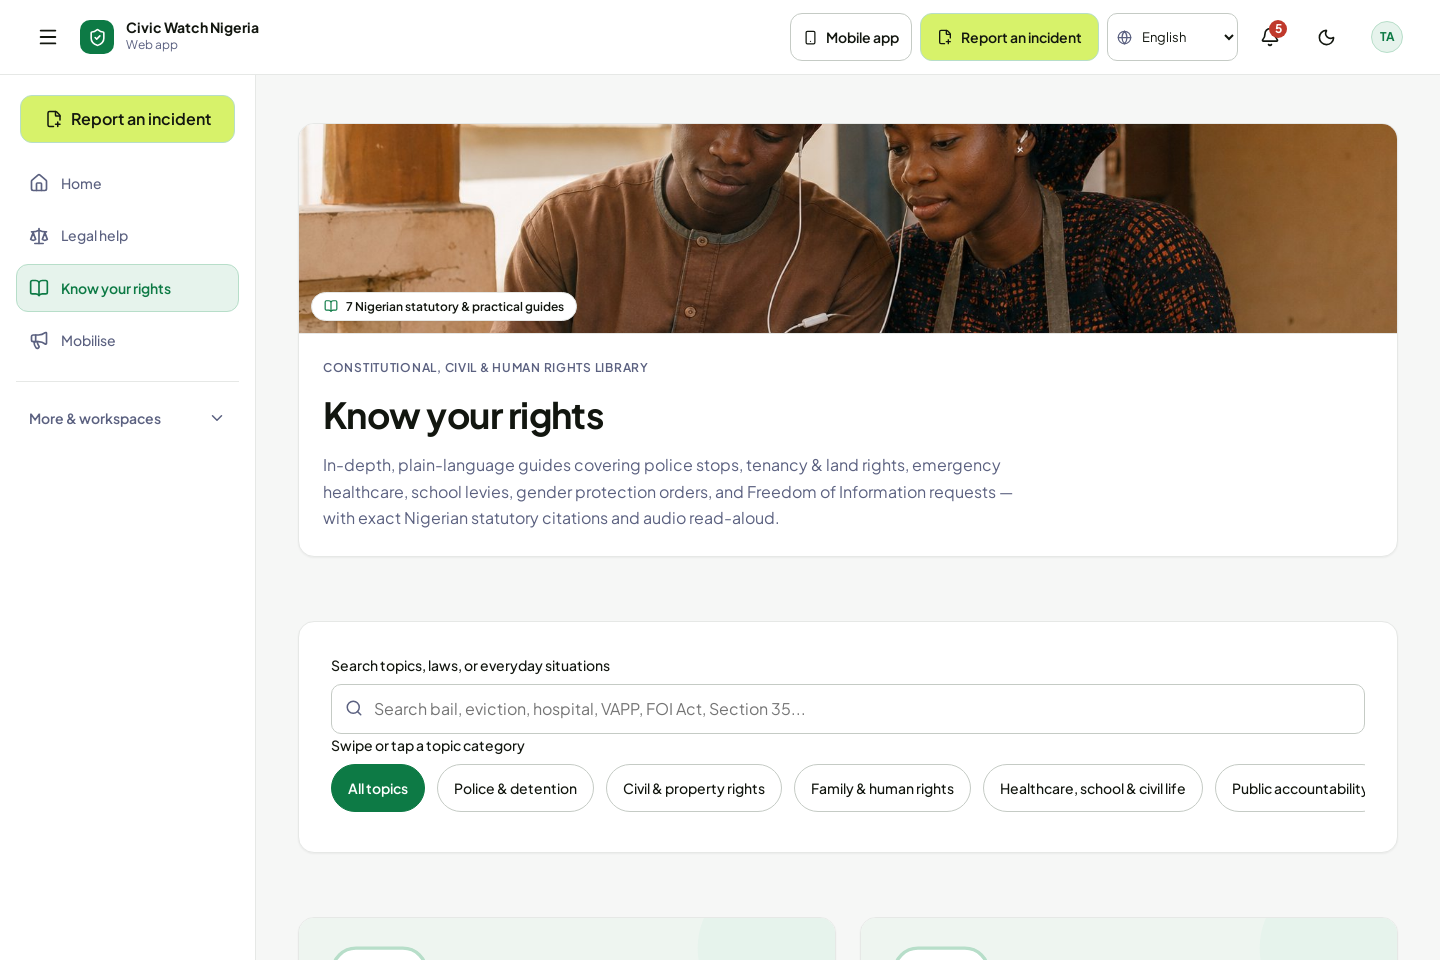 Civic Watch Nigeria
Web app
Mobile app
Report an incident
English
5
TA
Report an incident
Home
Legal help
Know your rights
Mobilise
More & workspaces
7 Nigerian statutory & practical guides
CONSTITUTIONAL, CIVIL & HUMAN RIGHTS LIBRARY
Know your rights
In-depth, plain-language guides covering police stops, tenancy & land rights, emergency
healthcare, school levies, gender protection orders, and Freedom of Information requests —
with exact Nigerian statutory citations and audio read-aloud.
Search topics, laws, or everyday situations
Search bail, eviction, hospital, VAPP, FOI Act, Section 35...
Swipe or tap a topic category
All topics
Police & detention
Civil & property rights
Family & human rights
Healthcare, school & civil life
Public accountability